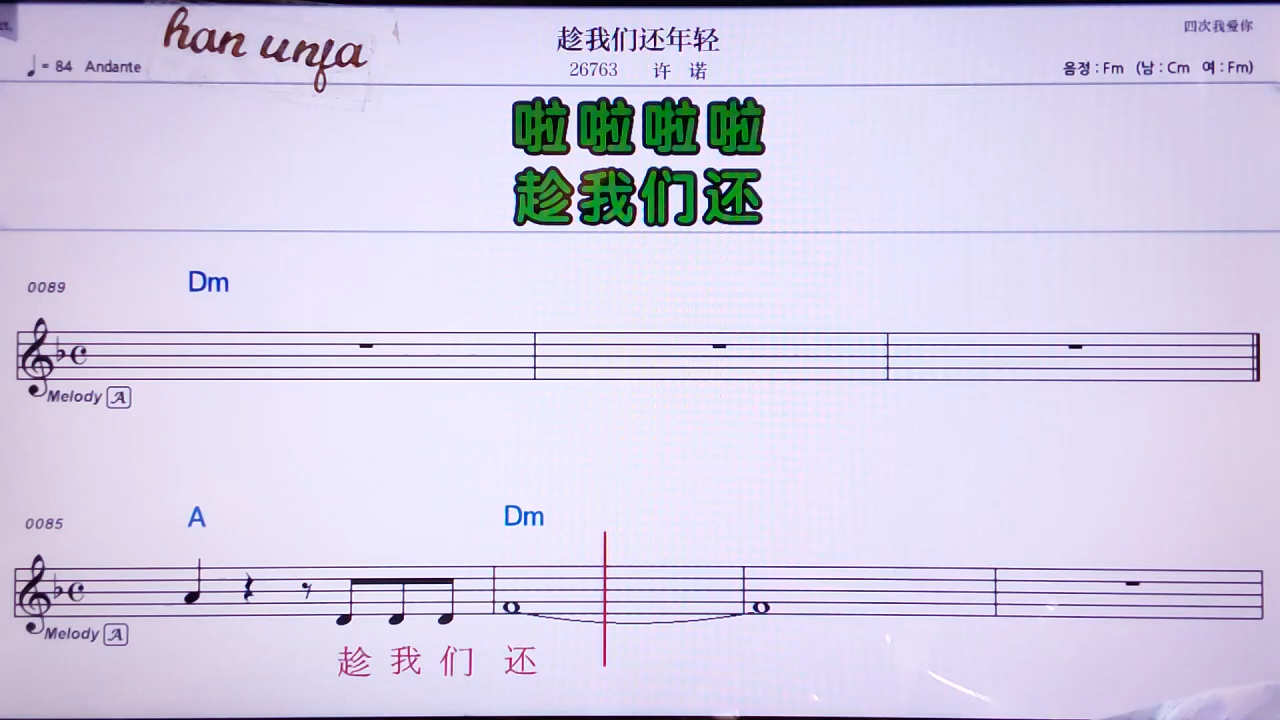 han unfa
趁我们还年轻
四次我爱你
♩= 84 Andante
26763 许 诺
음정 : Fm (남 : Cm 여 : Fm)
啦啦啦啦
趁我们还
0089 Dm
Melody A
0085 A Dm
Melody A
趁 我 们 还